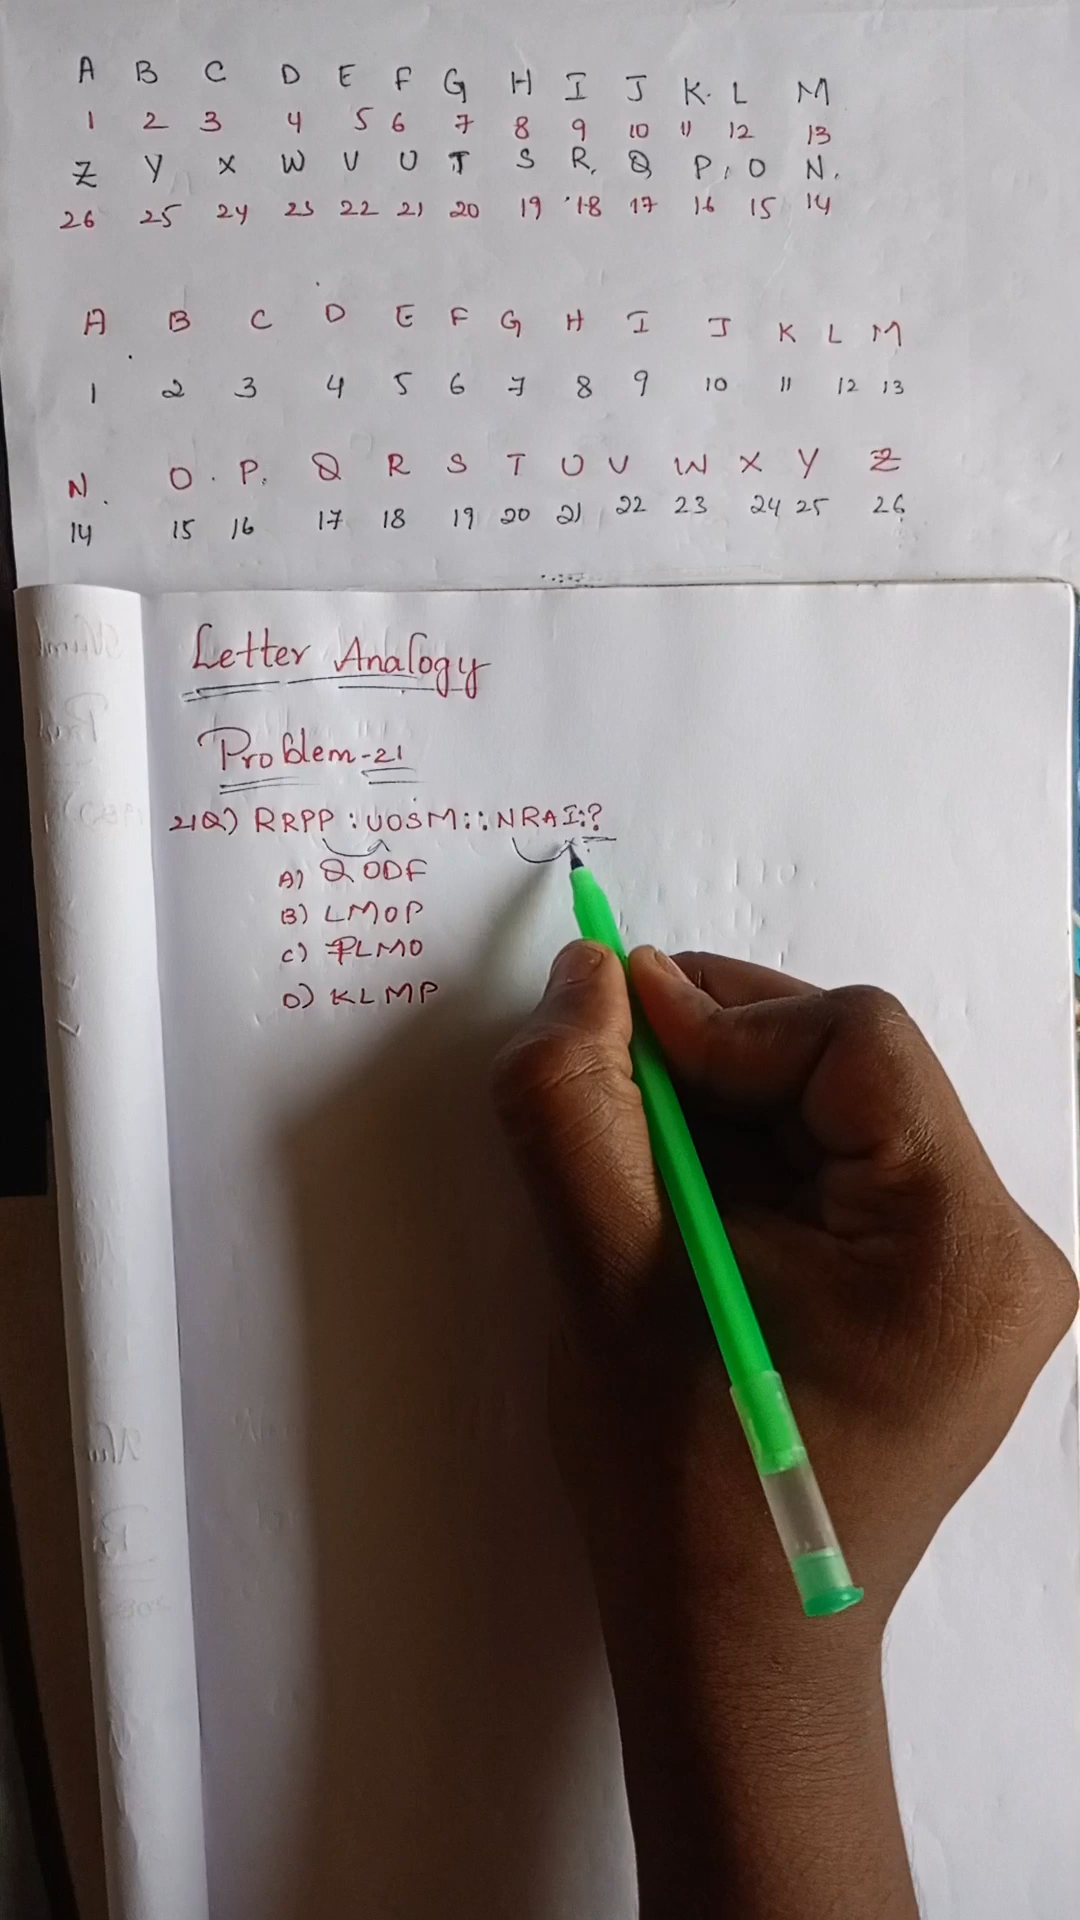 A B C D E F G H I J K. L M
1 2 3 4 5 6 7 8 9 10 11 12 13
Z Y X W V U T S R, Q P, O N.
26 25 24 23 22 21 20 19 18 17 16 15 14
A B C D E F G H I J K L M
1 2 3 4 5 6 7 8 9 10 11 12 13
N. O. P. Q R S T U V W X Y Z
14 15 16 17 18 19 20 21 22 23 24 25 26
Letter Analogy
Problem-21
21Q) RRPP : UOSM :: NRAI:?
A) QODF
B) LMOP
C) PLMO
D) KLMP